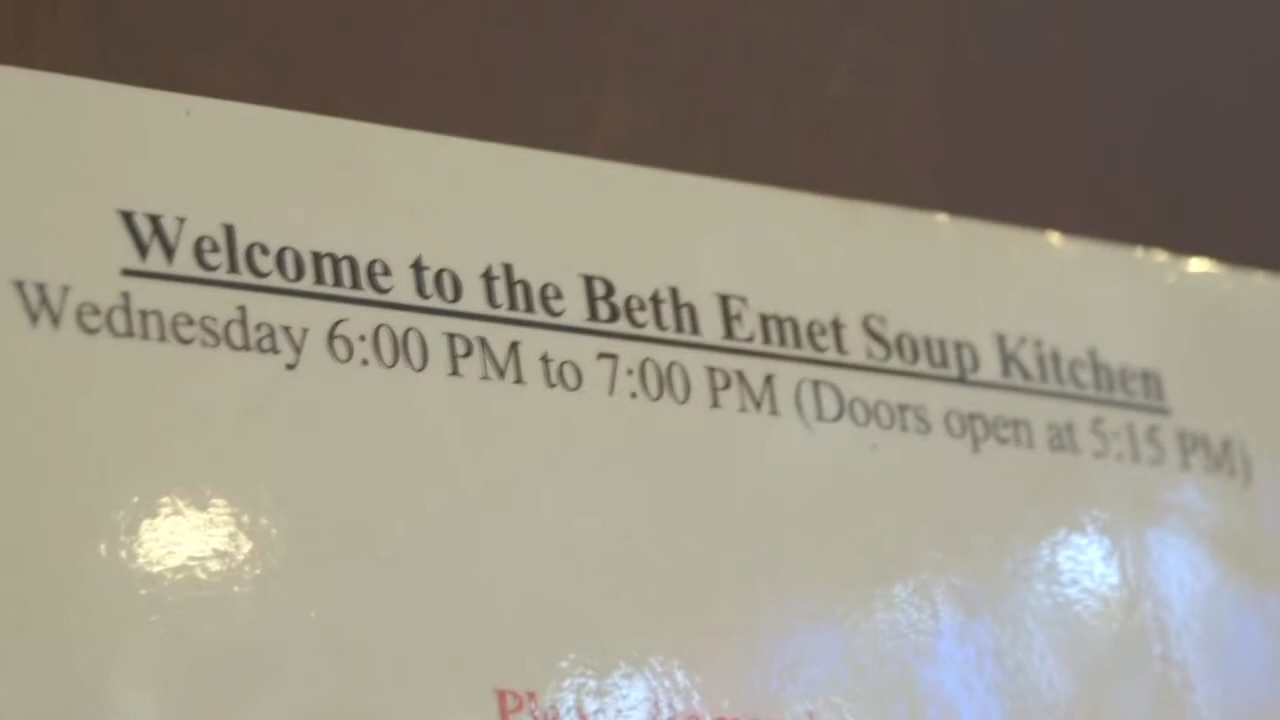 Welcome to the Beth Emet Soup Kitchen
Wednesday 6:00 PM to 7:00 PM (Doors open at 5:15 PM)